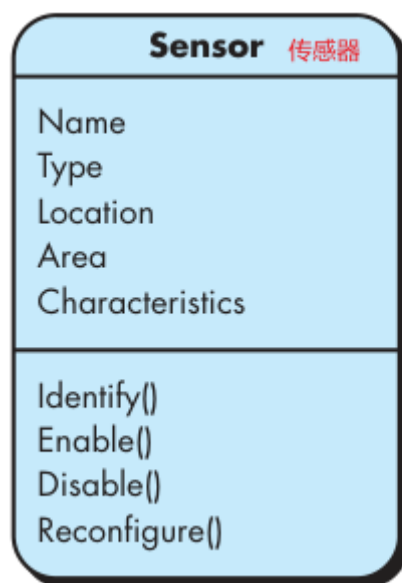 Sensor 传感器
Name
Type
Location
Area
Characteristics
Identify()
Enable()
Disable()
Reconfigure()